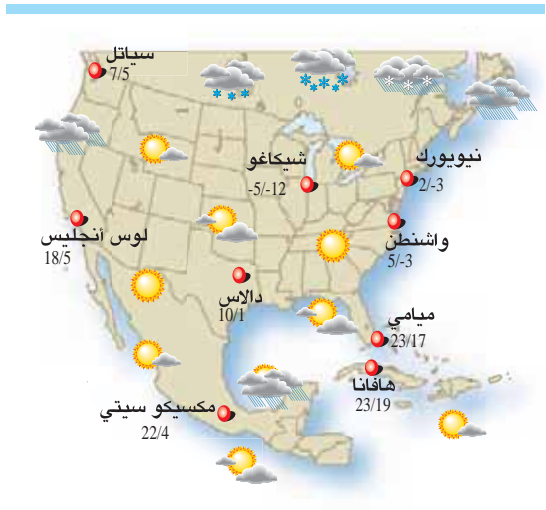 سياتل
7/5
شيكاغو
-5/-12
نيويورك
2/-3
لوس أنجليس
18/5
واشنطن
5/-3
دالاس
10/1
ميامي
23/17
هافانا
23/19
مكسيكو سيتي
22/4